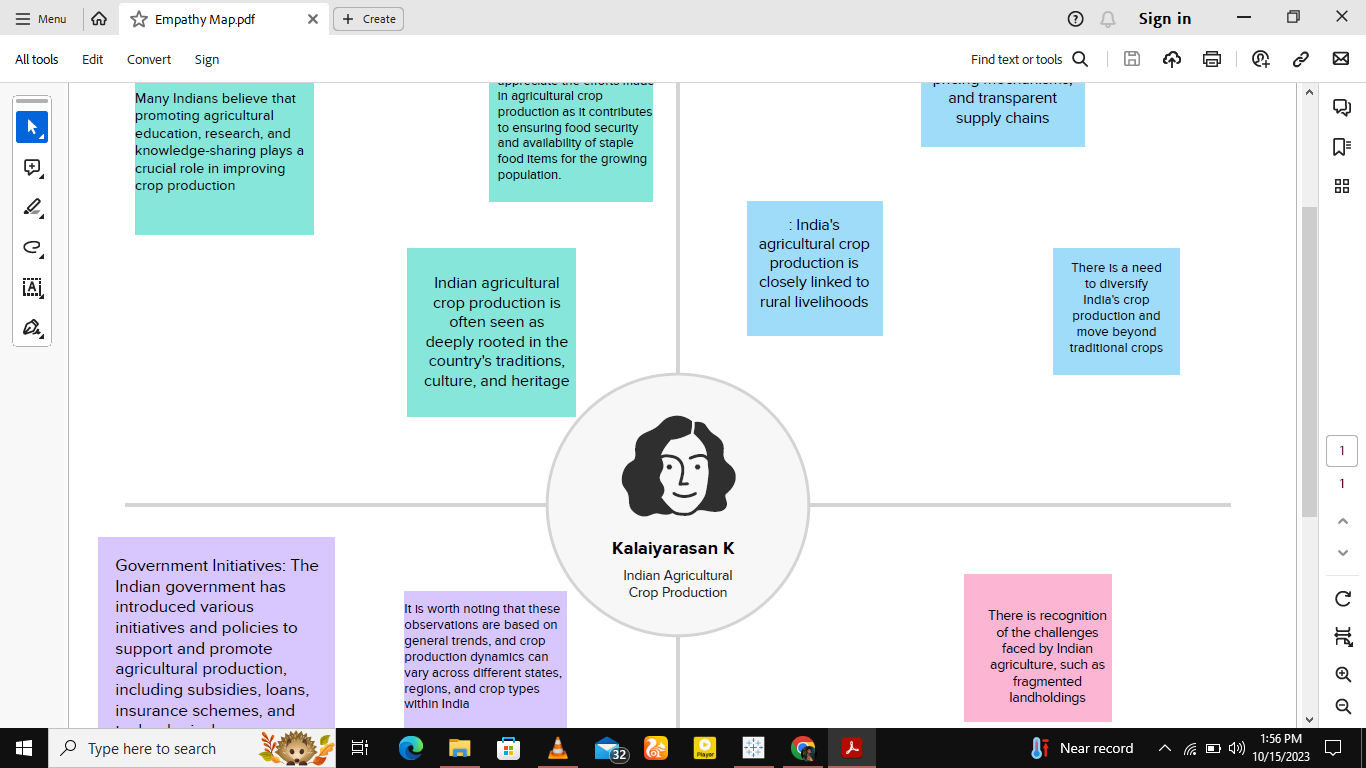 Menu
Empathy Map.pdf
Create
Sign in
All tools
Edit
Convert
Sign
Find text or tools
Many Indians believe that
promoting agricultural
education, research, and
knowledge-sharing plays a
crucial role in improving
crop production
appreciate the efforts made
in agricultural crop
production as it contributes
to ensuring food security
and availability of staple
food items for the growing
population.
pricing mechanisms,
and transparent
supply chains
Indian agricultural
crop production is
often seen as
deeply rooted in the
country's traditions,
culture, and heritage
: India's
agricultural crop
production is
closely linked to
rural livelihoods
There is a need
to diversify
India's crop
production and
move beyond
traditional crops
Kalaiyarasan K
Indian Agricultural
Crop Production
Government Initiatives: The
Indian government has
introduced various
initiatives and policies to
support and promote
agricultural production,
including subsidies, loans,
insurance schemes, and
It is worth noting that these
observations are based on
general trends, and crop
production dynamics can
vary across different states,
regions, and crop types
within India
There is recognition
of the challenges
faced by Indian
agriculture, such as
fragmented
landholdings
1
1
Type here to search
32
Player
Near record
1:56 PM
10/15/2023